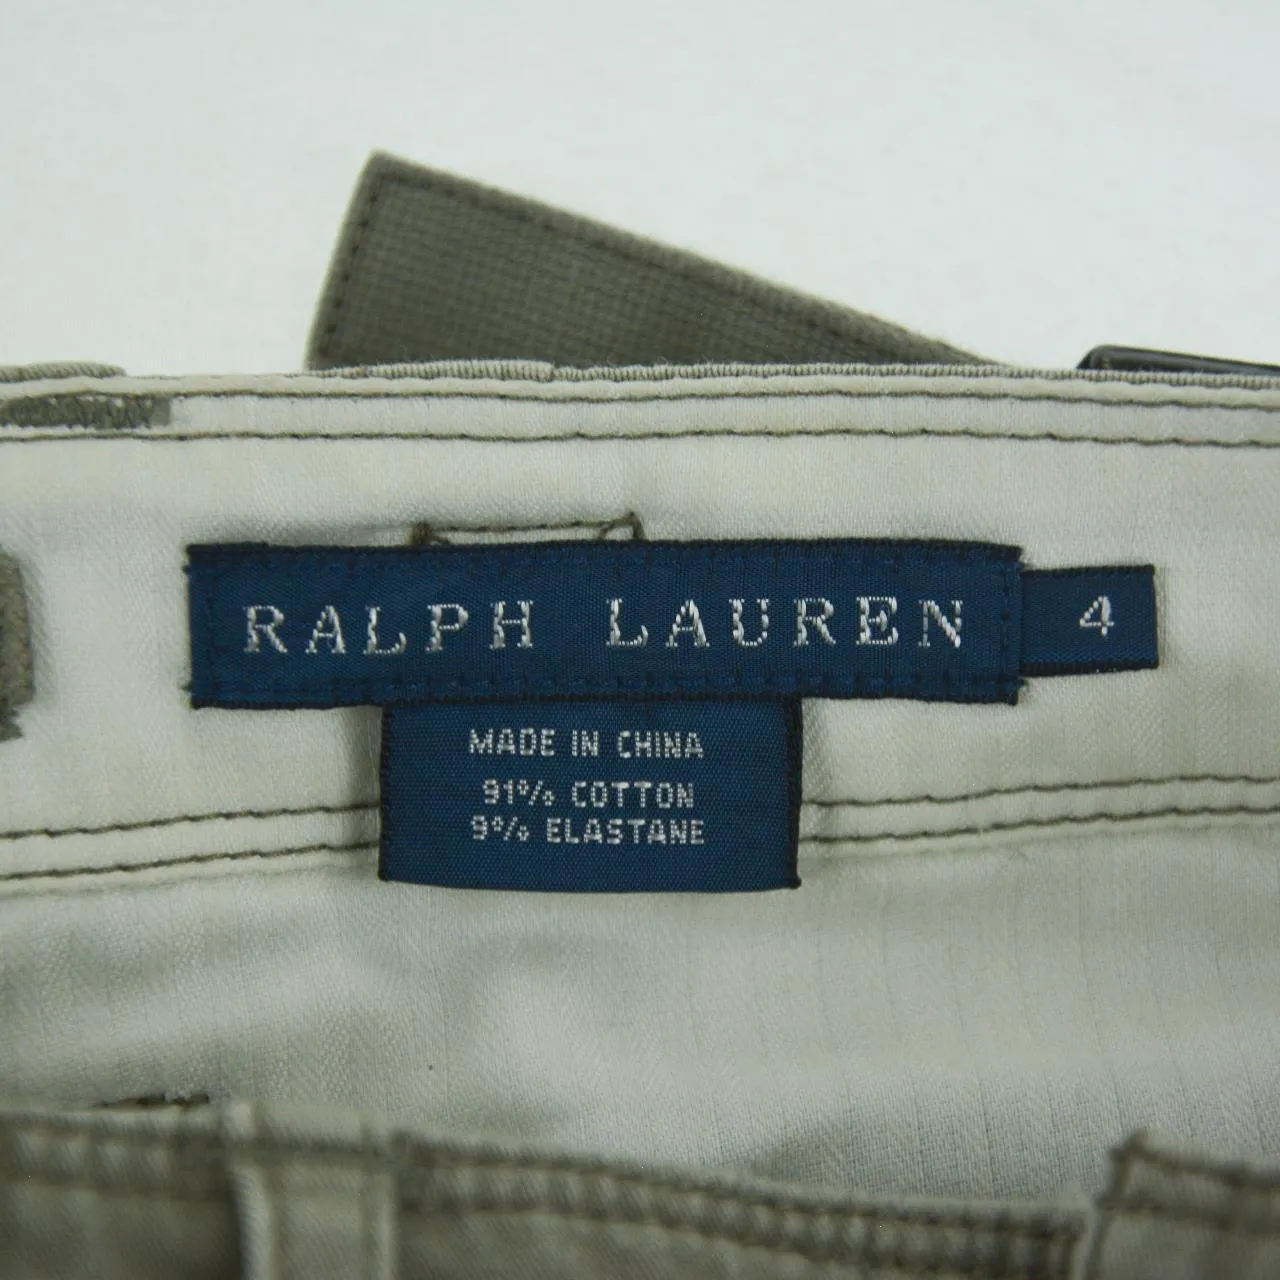 RALPH LAUREN
4
MADE IN CHINA
91% COTTON
9% ELASTANE